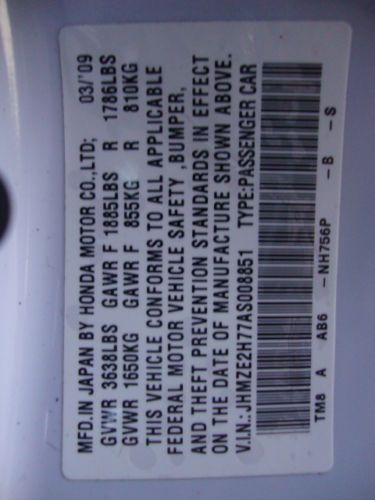 MFD.IN JAPAN BY HONDA MOTOR CO.,LTD; 03/'09
GVWR 3638LBS GAWR F 1885LBS R 1786LBS
GVWR 1650KG GAWR F 855KG R 810KG
THIS VEHICLE CONFORMS TO ALL APPLICABLE
FEDERAL MOTOR VEHICLE SAFETY ,BUMPER,
AND THEFT PREVENTION STANDARDS IN EFFECT
ON THE DATE OF MANUFACTURE SHOWN ABOVE.
V.I.N.:JHMZE2H77AS008851 TYPE:PASSENGER CAR
TM8 A AB6 -NH756P -B -S